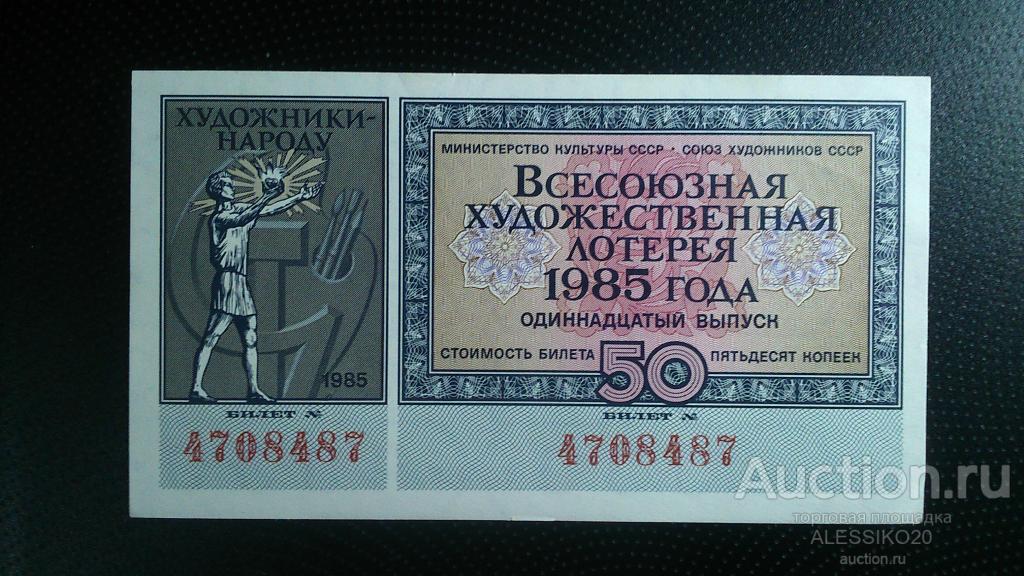 ХУДОЖНИКИ-
НАРОДУ
1985
БИЛЕТ №
4708487
МИНИСТЕРСТВО КУЛЬТУРЫ СССР · СОЮЗ ХУДОЖНИКОВ СССР
ВСЕСОЮЗНАЯ
ХУДОЖЕСТВЕННАЯ
ЛОТЕРЕЯ
1985 ГОДА
ОДИННАДЦАТЫЙ ВЫПУСК
СТОИМОСТЬ БИЛЕТА 50 ПЯТЬДЕСЯТ КОПЕЕК
БИЛЕТ №
4708487
Auction.ru
торговая площадка
ALESSIKO20
auction.ru